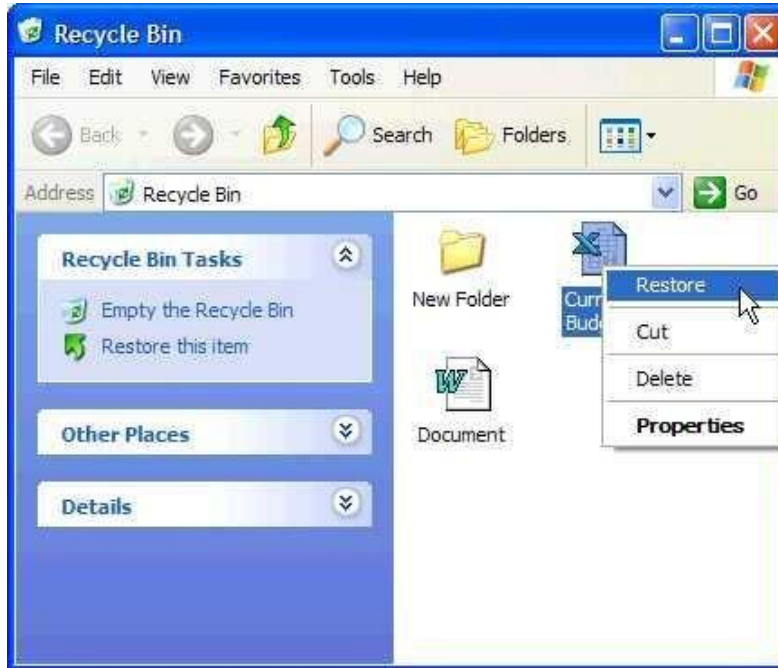 Recycle Bin
File Edit View Favorites Tools Help
Back Search Folders
Address Recycle Bin Go
Recycle Bin Tasks
Empty the Recycle Bin
Restore this item
Other Places
Details
New Folder
Document
Restore
Cut
Delete
Properties